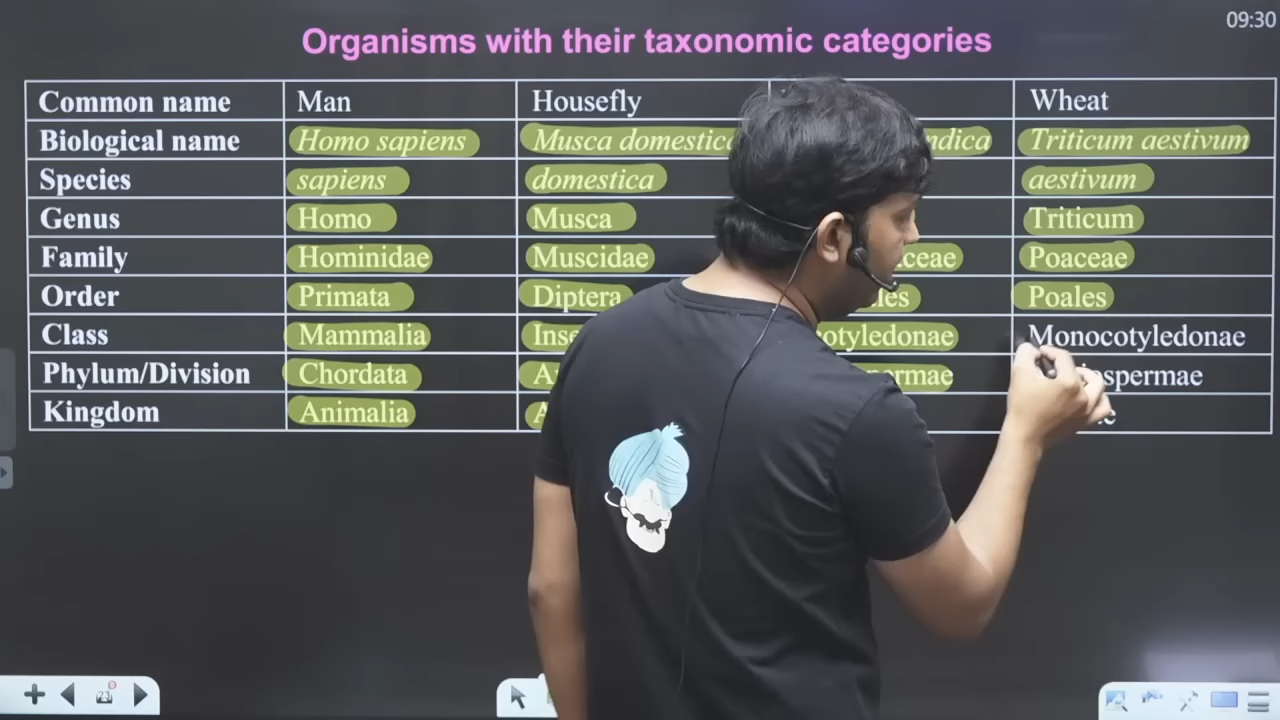 09:30
Organisms with their taxonomic categories
Common name Man Housefly Wheat
Biological name Homo sapiens Musca domestica ndica Triticum aestivum
Species sapiens domestica aestivum
Genus Homo Musca Triticum
Family Hominidae Muscidae ceae Poaceae
Order Primata Diptera les Poales
Class Mammalia Inse otyledonae Monocotyledonae
Phylum/Division Chordata A ermae iospermae
Kingdom Animalia A e